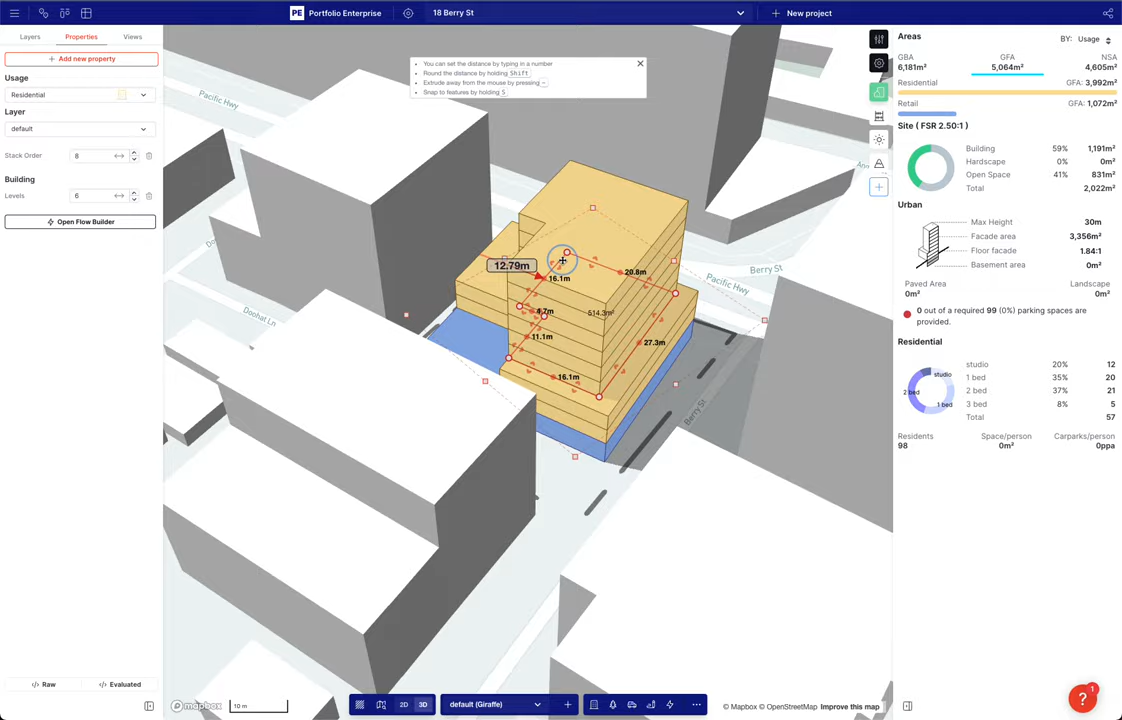 PE Portfolio Enterprise
18 Berry St
New project
Layers
Properties
Views
Add new property
Usage
Residential
Layer
default
Stack Order
8
Building
Levels
6
Open Flow Builder
Raw
Evaluated
You can set the distance by typing in a number
Round the distance by holding Shift
Extrude away from the mouse by pressing -
Snap to features by holding S
Pacific Hwy
Doohat Ln
Berry St
Pacific Hwy
Berry St
12.79m
16.1m
20.8m
4.7m
514.3m²
11.1m
27.3m
16.1m
mapbox
10 m
2D
3D
default (Giraffe)
© Mapbox © OpenStreetMap Improve this map
Areas
BY: Usage
GBA
6,181m²
GFA
5,064m²
NSA
4,605m²
Residential
GFA: 3,992m²
Retail
GFA: 1,072m²
Site ( FSR 2.50:1 )
Building 59% 1,191m²
Hardscape 0% 0m²
Open Space 41% 831m²
Total 2,022m²
Urban
Max Height 30m
Facade area 3,356m²
Floor facade 1.84:1
Basement area 0m²
Paved Area
0m²
Landscape
0m²
0 out of a required 99 (0%) parking spaces are
provided.
Residential
studio
2 bed
1 bed
studio 20% 12
1 bed 35% 20
2 bed 37% 21
3 bed 8% 5
Total 57
Residents
98
Space/person
0m²
Carparks/person
0ppa
?
1